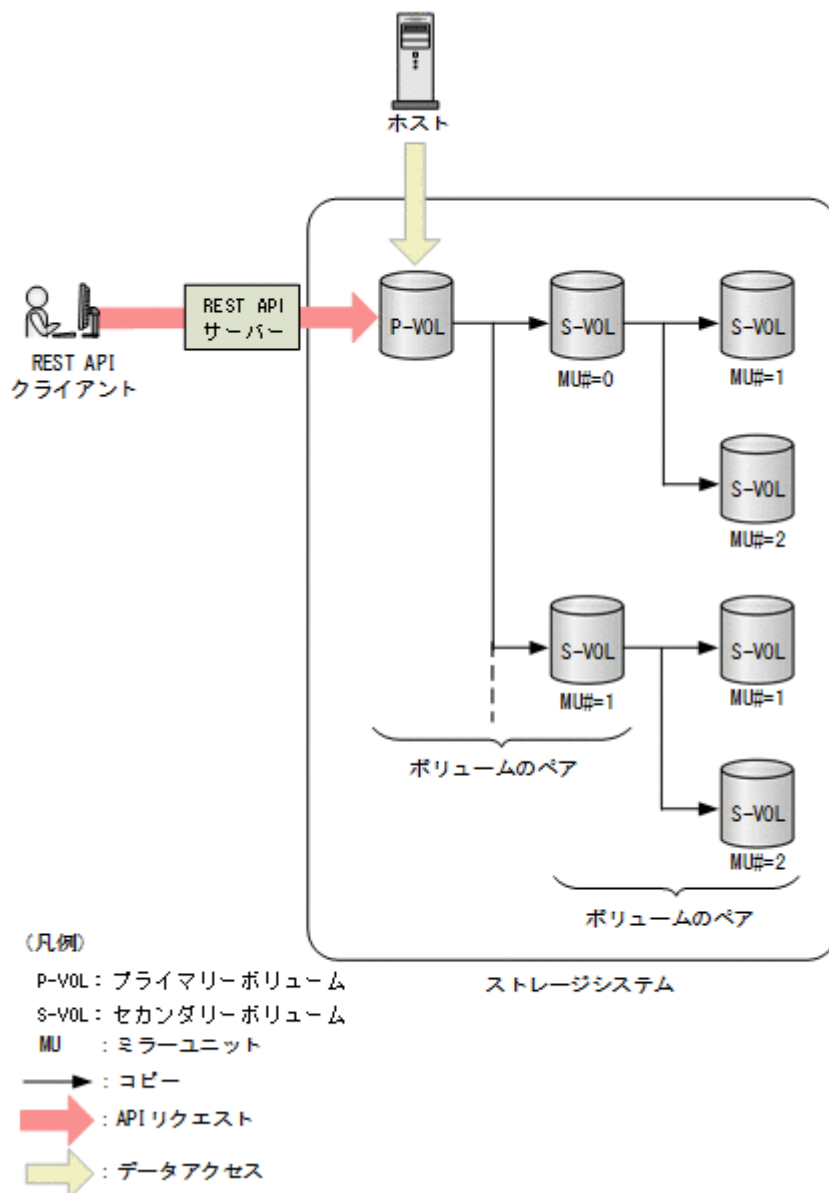 ホスト
REST API
サーバー
REST API
クライアント
P-VOL
S-VOL
MU#=0
S-VOL
MU#=1
S-VOL
MU#=2
S-VOL
MU#=1
S-VOL
MU#=1
S-VOL
MU#=2
ボリュームのペア
ボリュームのペア
ストレージシステム
(凡例)
P-VOL：プライマリーボリューム
S-VOL：セカンダリーボリューム
MU ：ミラーユニット
：コピー
：APIリクエスト
：データアクセス